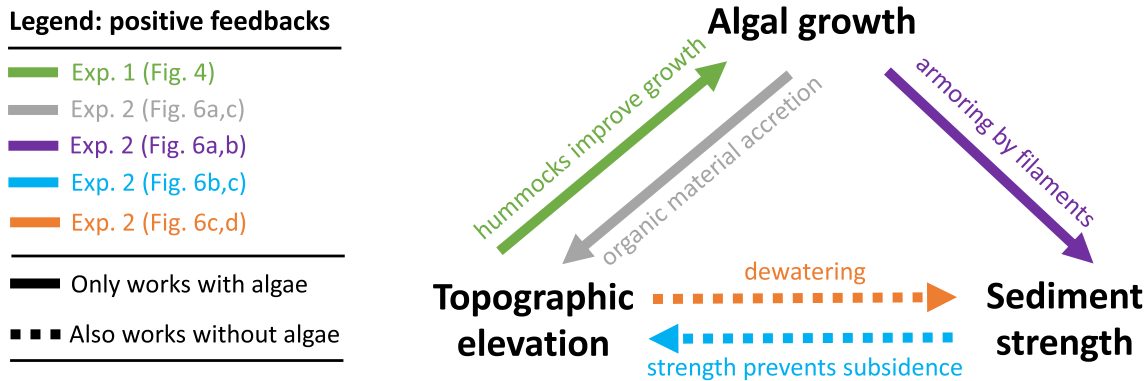 Legend: positive feedbacks
Exp. 1 (Fig. 4)
Exp. 2 (Fig. 6a,c)
Exp. 2 (Fig. 6a,b)
Exp. 2 (Fig. 6b,c)
Exp. 2 (Fig. 6c,d)
Only works with algae
Also works without algae
Algal growth
hummocks improve growth
organic material accretion
armoring by filaments
Topographic
elevation
dewatering
strength prevents subsidence
Sediment
strength